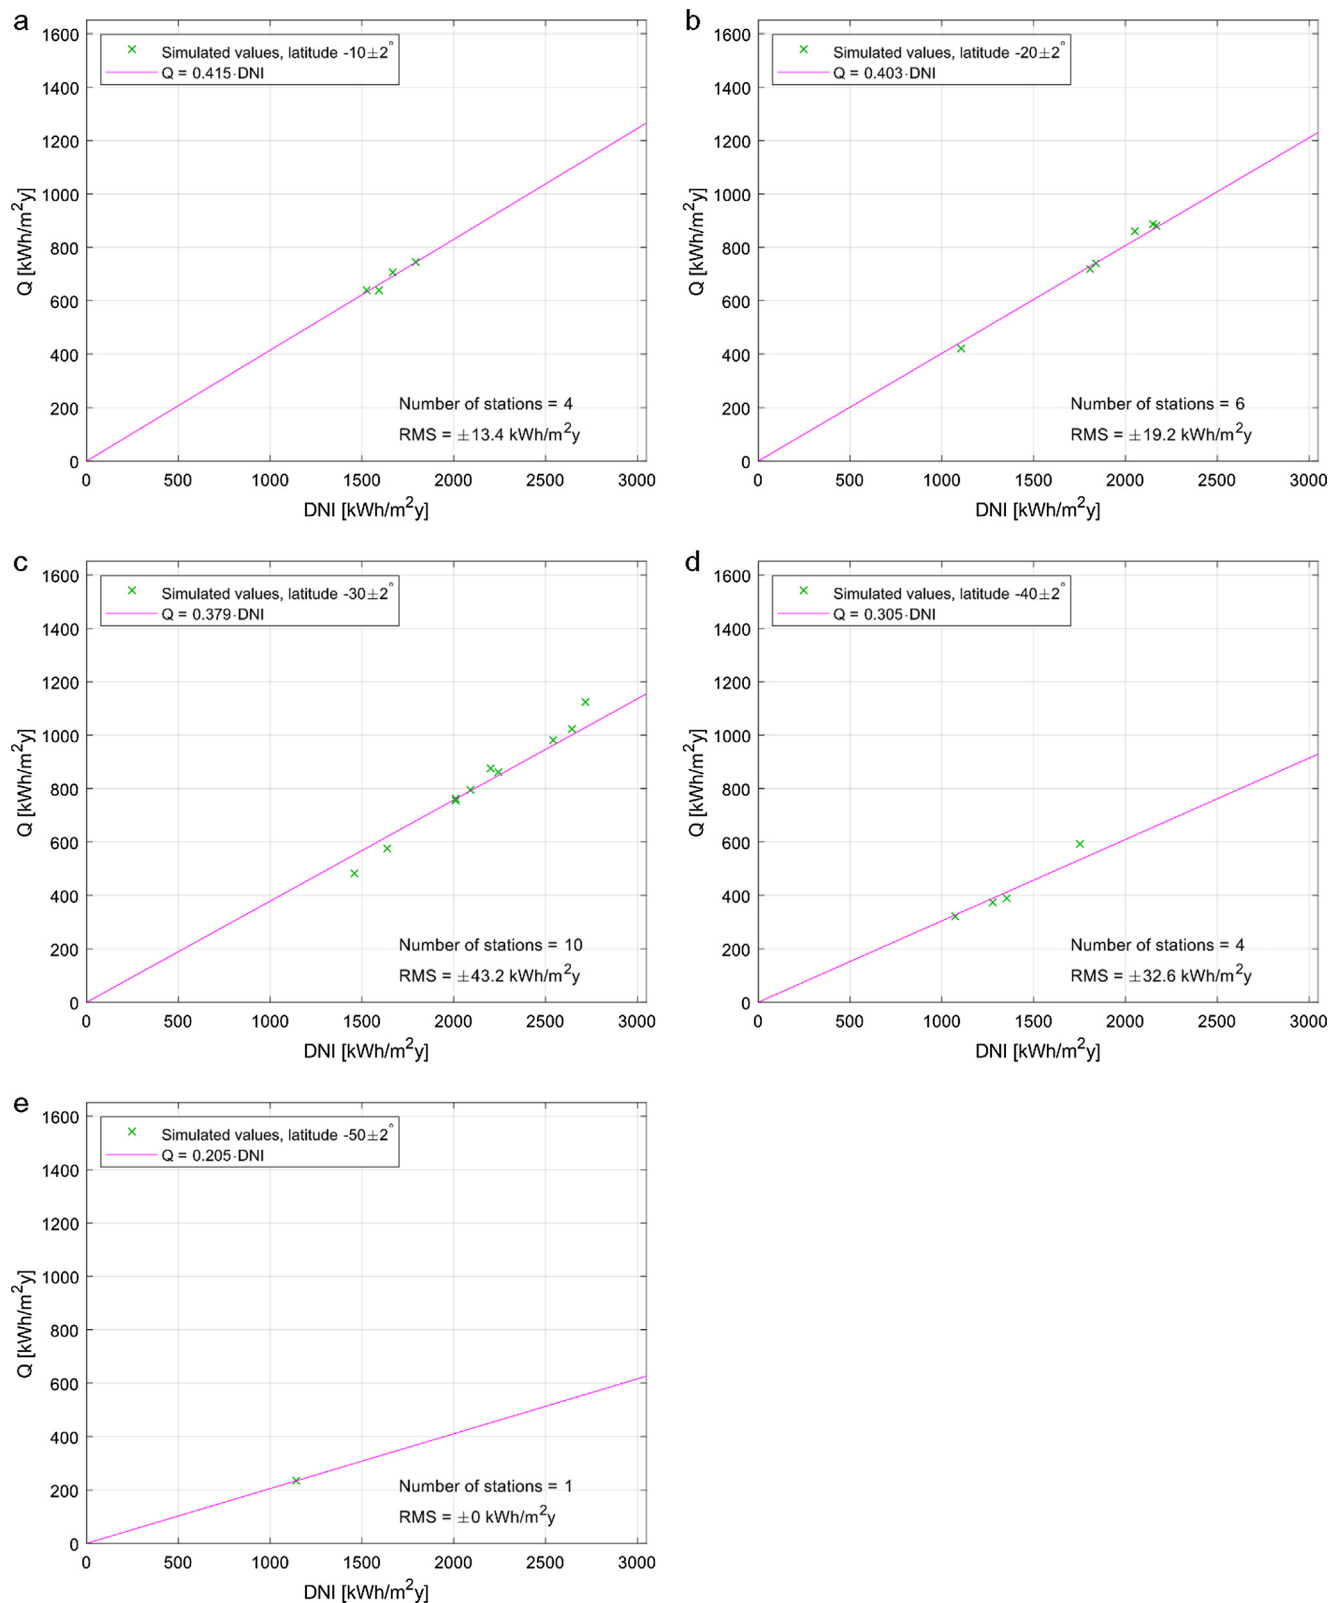 a
1600
1400
1200
1000
800
600
400
200
0
Q [kWh/m²y]
Simulated values, latitude -10±2°
Q = 0.415·DNI
Number of stations = 4
RMS = ±13.4 kWh/m²y
0 500 1000 1500 2000 2500 3000
DNI [kWh/m²y]
b
1600
1400
1200
1000
800
600
400
200
0
Q [kWh/m²y]
Simulated values, latitude -20±2°
Q = 0.403·DNI
Number of stations = 6
RMS = ±19.2 kWh/m²y
0 500 1000 1500 2000 2500 3000
DNI [kWh/m²y]
c
1600
1400
1200
1000
800
600
400
200
0
Q [kWh/m²y]
Simulated values, latitude -30±2°
Q = 0.379·DNI
Number of stations = 10
RMS = ±43.2 kWh/m²y
0 500 1000 1500 2000 2500 3000
DNI [kWh/m²y]
d
1600
1400
1200
1000
800
600
400
200
0
Q [kWh/m²y]
Simulated values, latitude -40±2°
Q = 0.305·DNI
Number of stations = 4
RMS = ±32.6 kWh/m²y
0 500 1000 1500 2000 2500 3000
DNI [kWh/m²y]
e
1600
1400
1200
1000
800
600
400
200
0
Q [kWh/m²y]
Simulated values, latitude -50±2°
Q = 0.205·DNI
Number of stations = 1
RMS = ±0 kWh/m²y
0 500 1000 1500 2000 2500 3000
DNI [kWh/m²y]